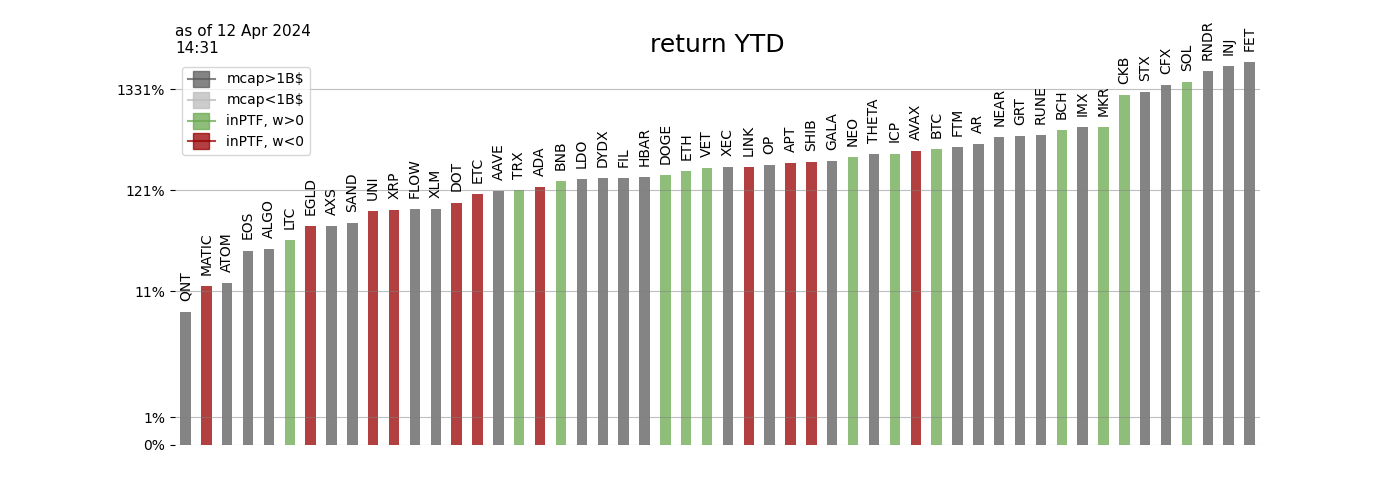 as of 12 Apr 2024
14:31
return YTD
mcap>1B$
mcap<1B$
inPTF, w>0
inPTF, w<0
1331%
121%
11%
1%
0%
QNT
MATIC
ATOM
EOS
ALGO
LTC
EGLD
AXS
SAND
UNI
XRP
FLOW
XLM
DOT
ETC
AAVE
TRX
ADA
BNB
LDO
DYDX
FIL
HBAR
DOGE
ETH
VET
XEC
LINK
OP
APT
SHIB
GALA
NEO
THETA
ICP
AVAX
BTC
FTM
AR
NEAR
GRT
RUNE
BCH
IMX
MKR
CKB
STX
CFX
SOL
RNDR
INJ
FET